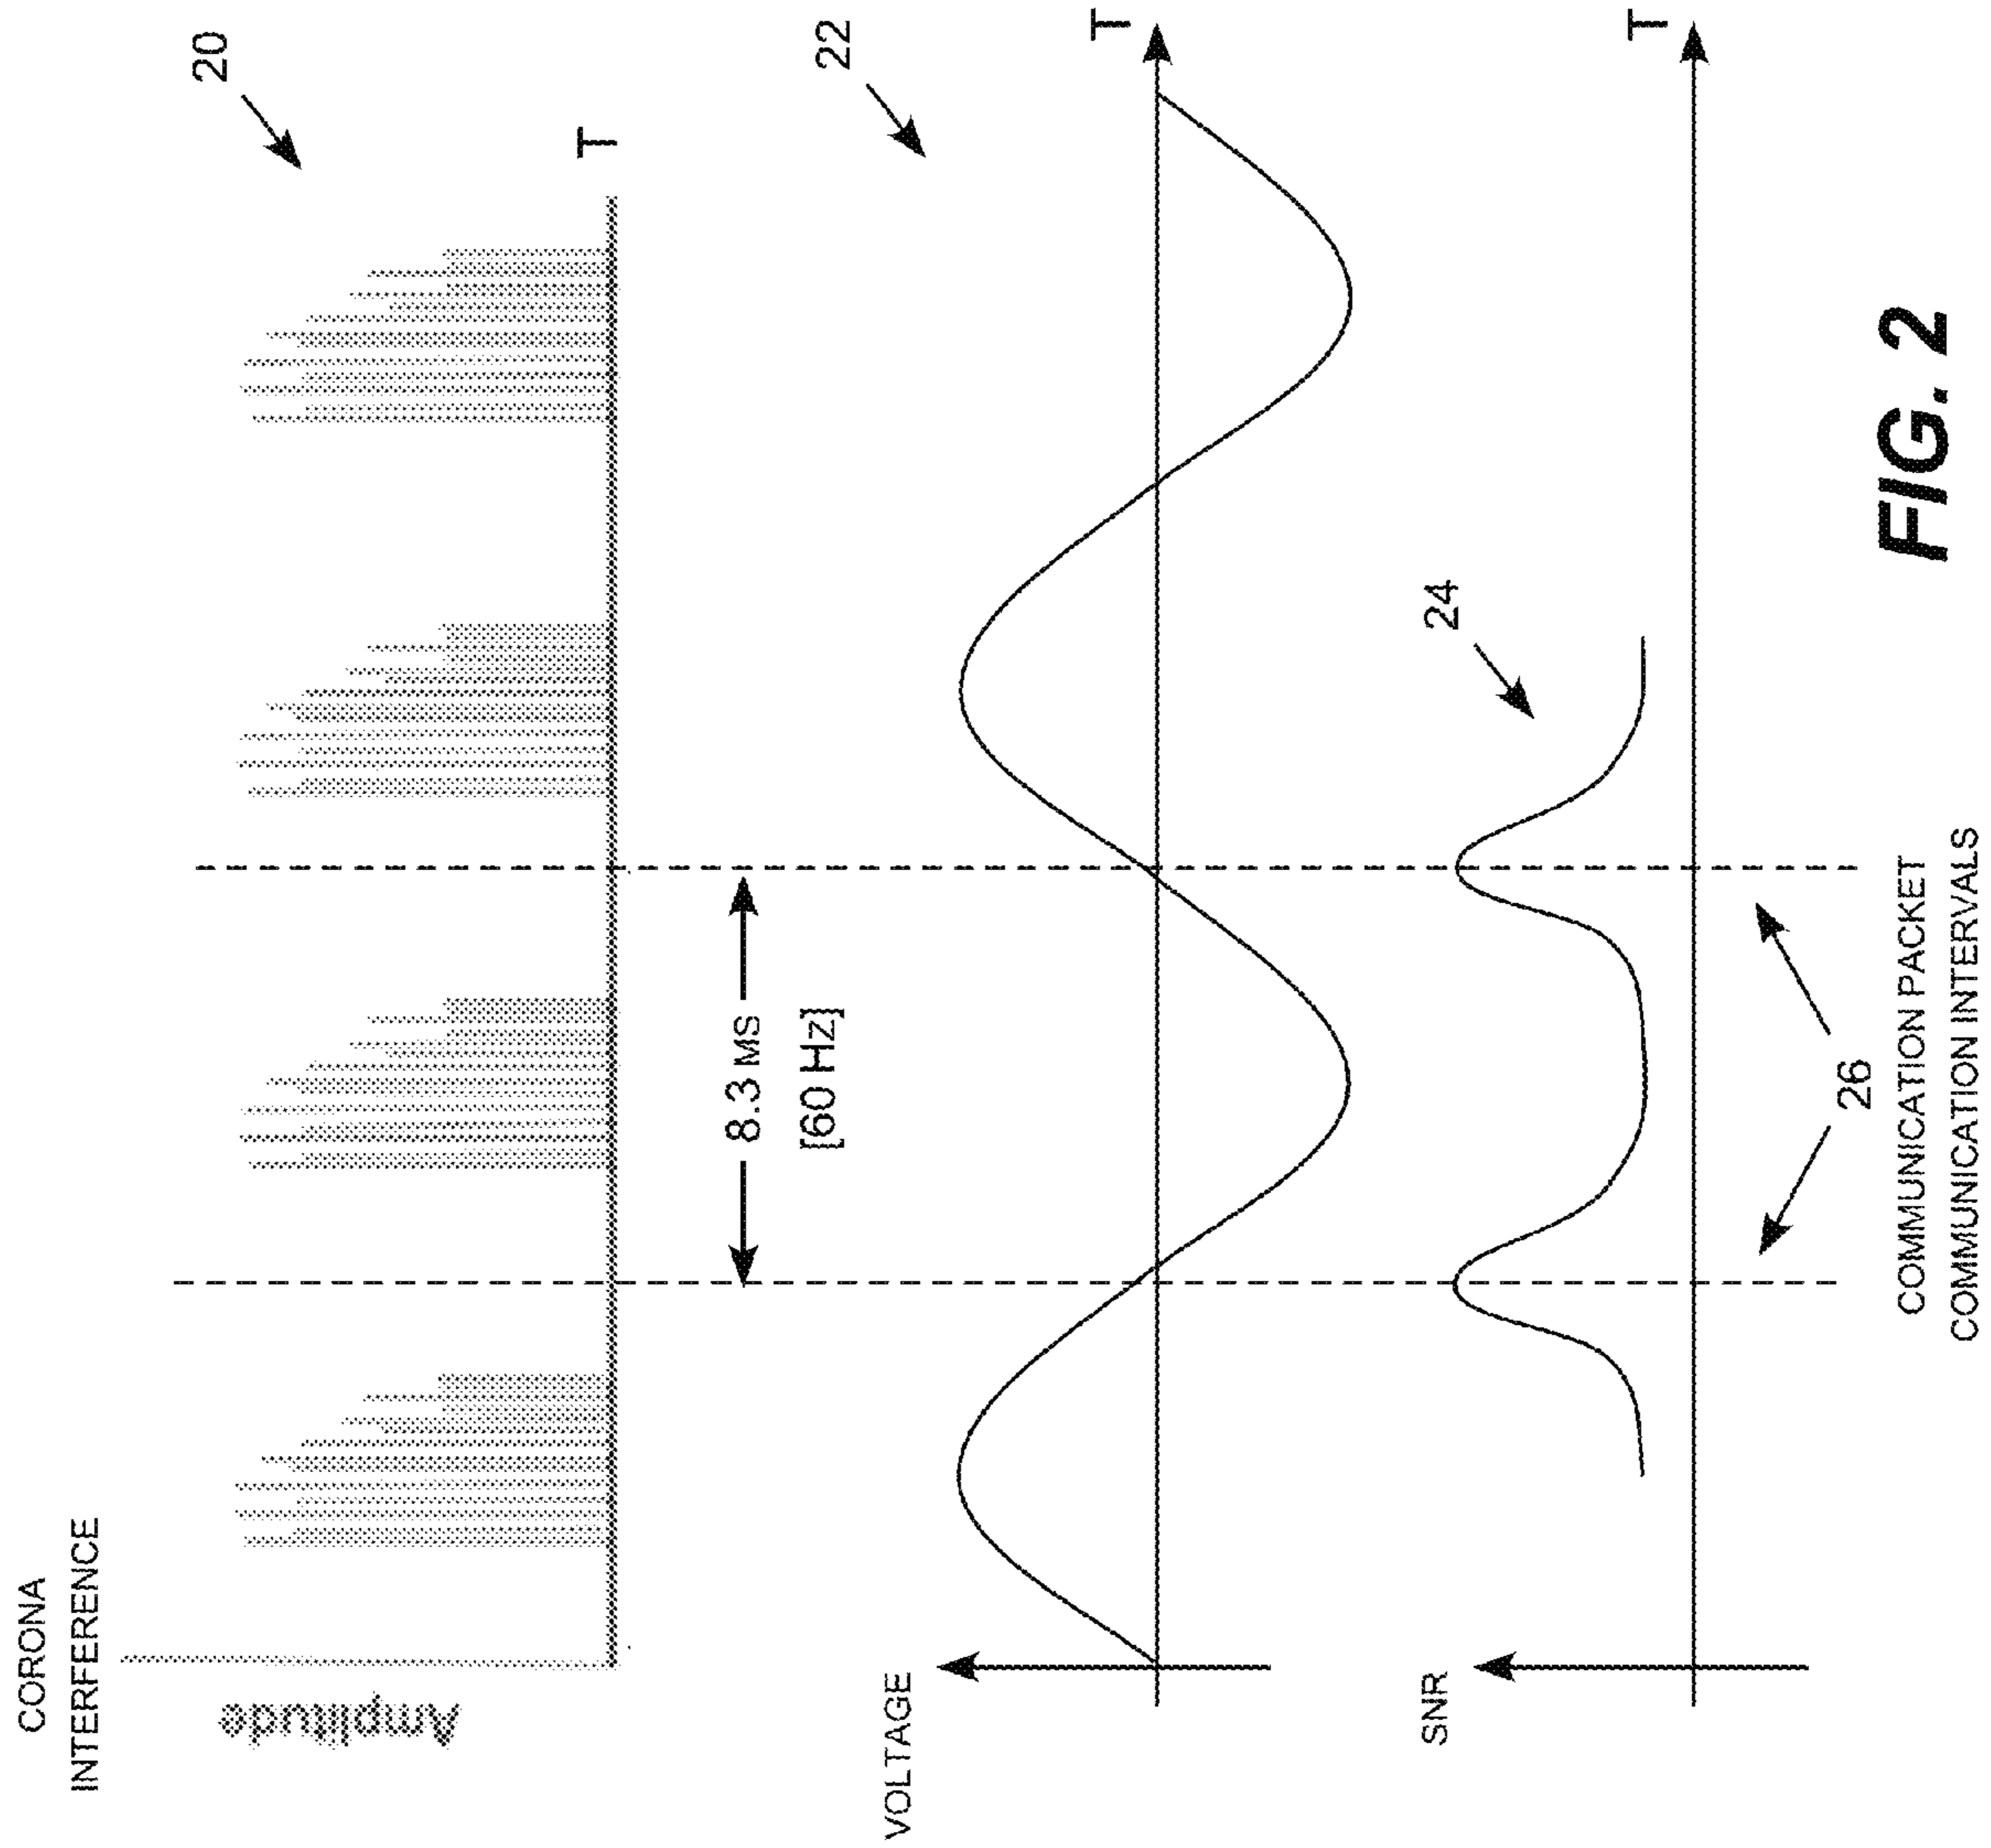 CORONA
INTERFERENCE
Amplitude
20
T
8.3 MS
[60 Hz]
VOLTAGE
22
T
SNR
24
T
26
COMMUNICATION PACKET
COMMUNICATION INTERVALS
FIG. 2